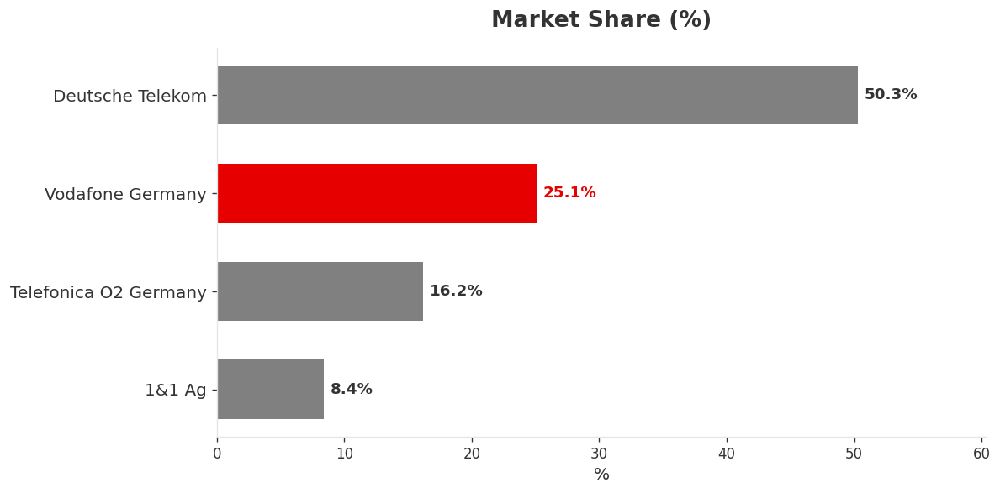 Market Share (%)
Deutsche Telekom
50.3%
Vodafone Germany
25.1%
Telefonica O2 Germany
16.2%
1&1 Ag
8.4%
0 10 20 30 40 50 60
%